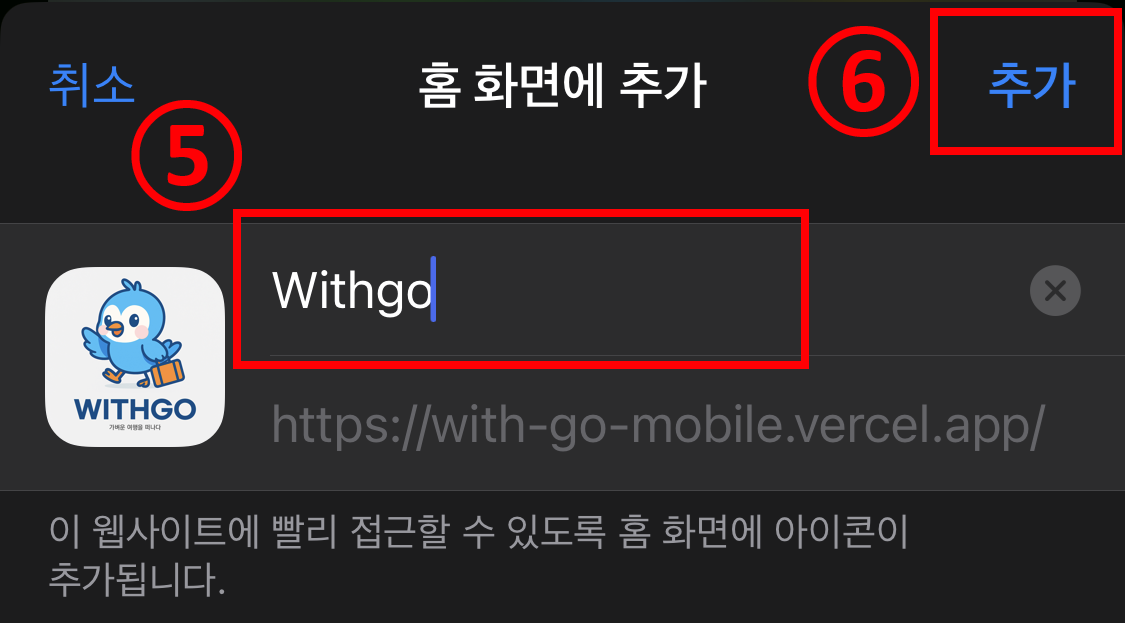 취소 홈 화면에 추가 ⑥ 추가
⑤
Withgo
WITHGO
가벼운 여행을 떠나다
https://with-go-mobile.vercel.app/
이 웹사이트에 빨리 접근할 수 있도록 홈 화면에 아이콘이
추가됩니다.